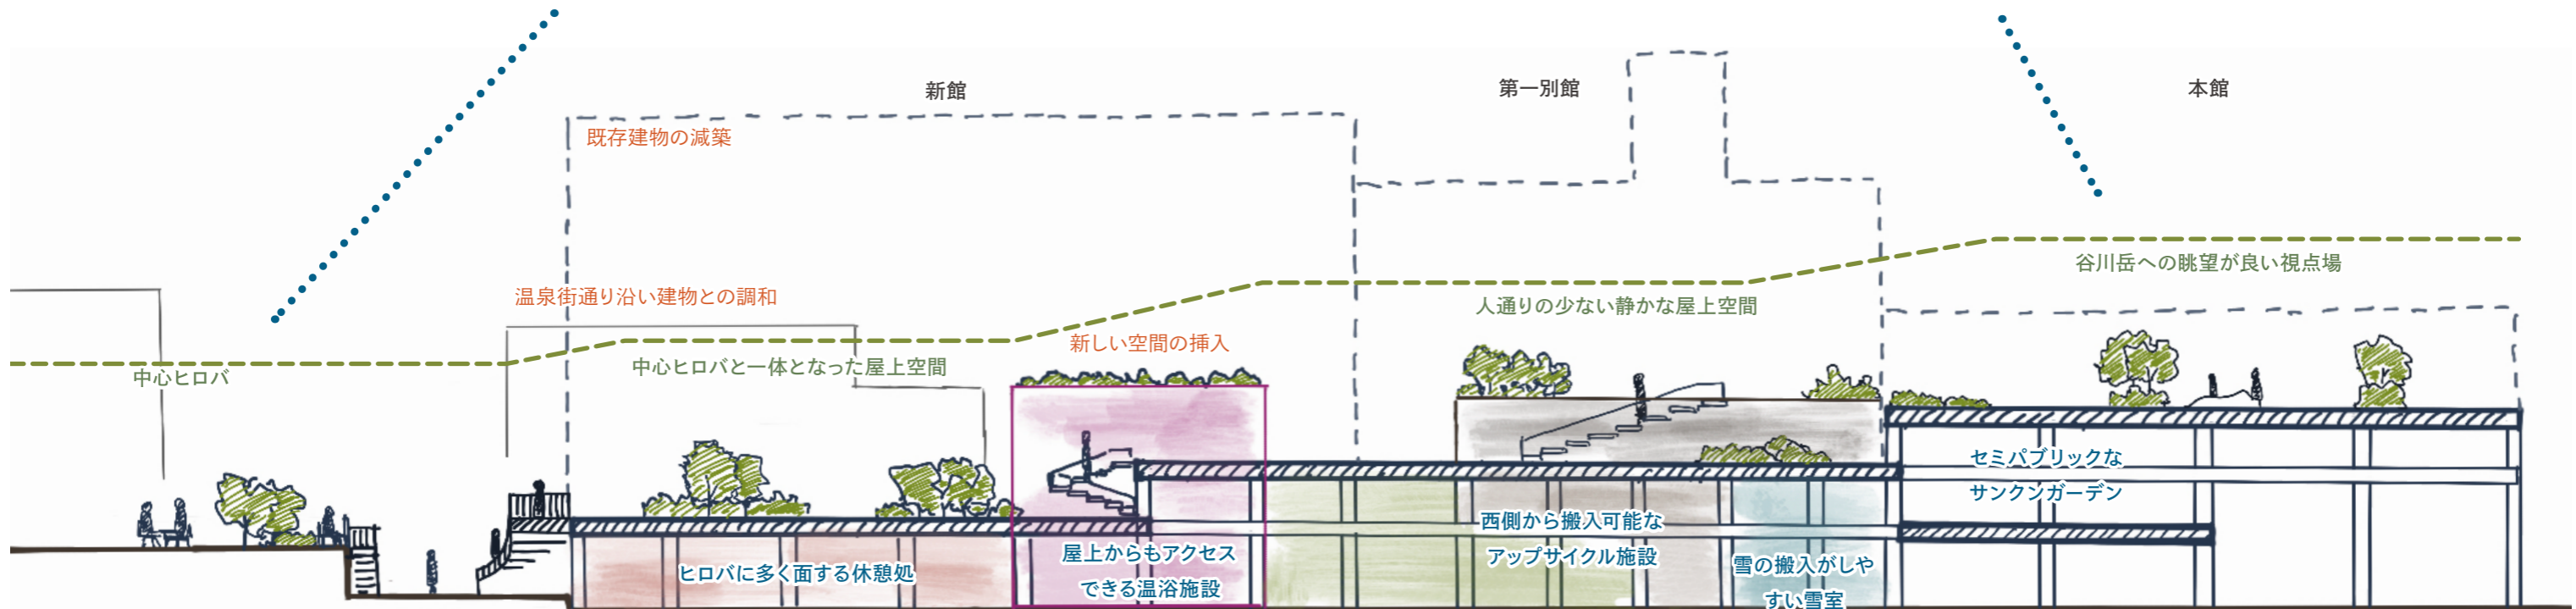 新館
第一別館
本館
既存建物の減築
谷川岳への眺望が良い視点場
温泉街通り沿い建物との調和
人通りの少ない静かな屋上空間
新しい空間の挿入
中心ヒロバと一体となった屋上空間
中心ヒロバ
セミパブリックな
サンクンガーデン
西側から搬入可能な
アップサイクル施設
屋上からもアクセス
できる温浴施設
ヒロバに多く面する休憩処
雪の搬入がしや
すい雪室